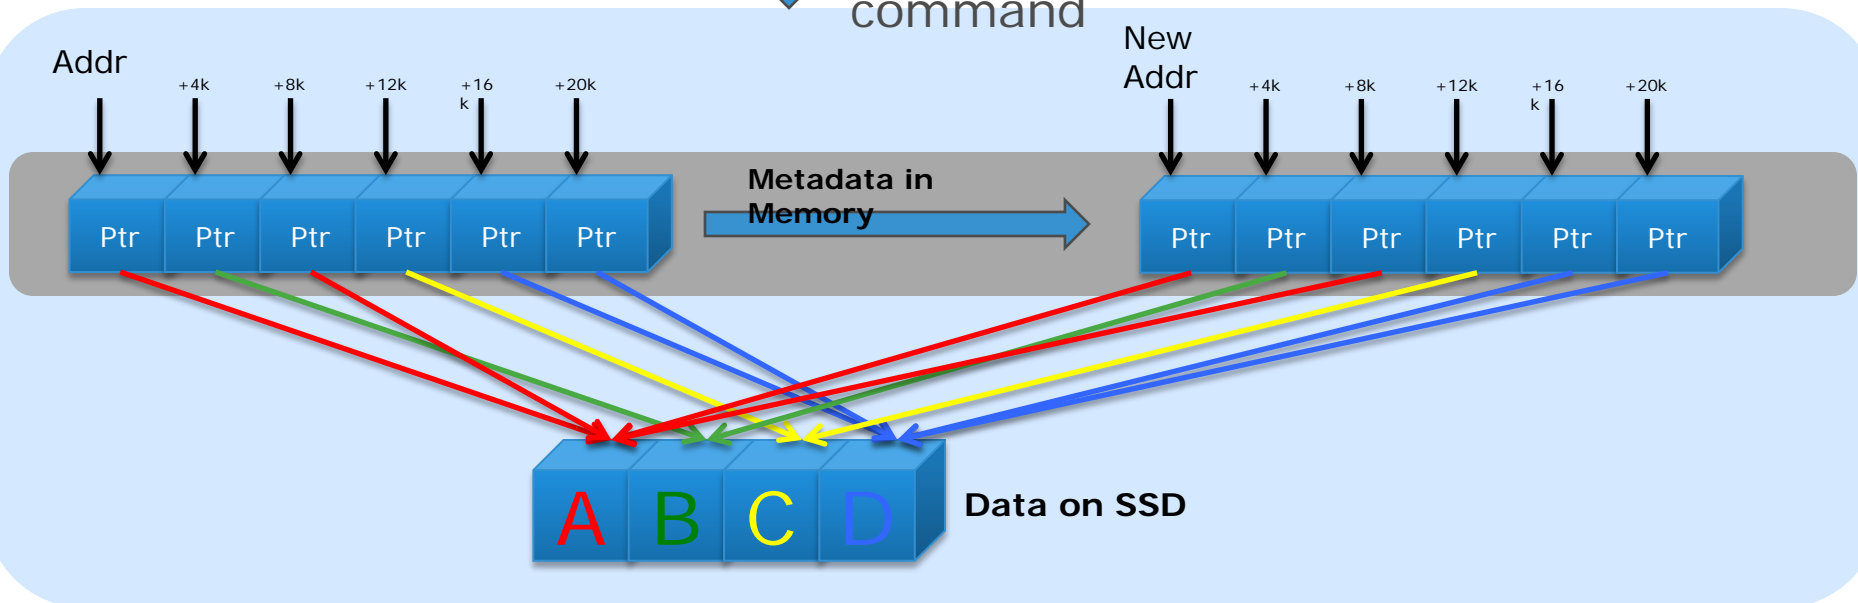 command
Addr
+4k
+8k
+12k
+16
k
+20k
New
Addr
+4k
+8k
+12k
+16
k
+20k
Metadata in
Memory
Ptr Ptr Ptr Ptr Ptr Ptr
Ptr Ptr Ptr Ptr Ptr Ptr
A B C D
Data on SSD